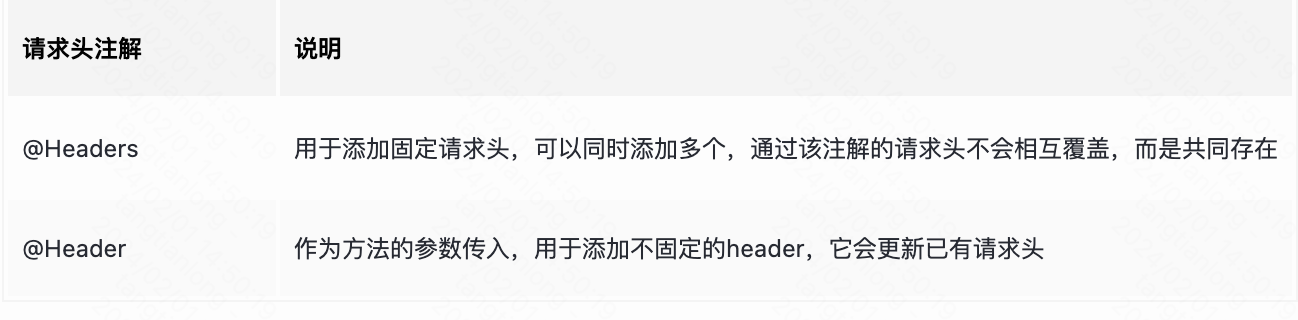 请求头注解 说明
@Headers 用于添加固定请求头，可以同时添加多个，通过该注解的请求头不会相互覆盖，而是共同存在
@Header 作为方法的参数传入，用于添加不固定的header，它会更新已有请求头